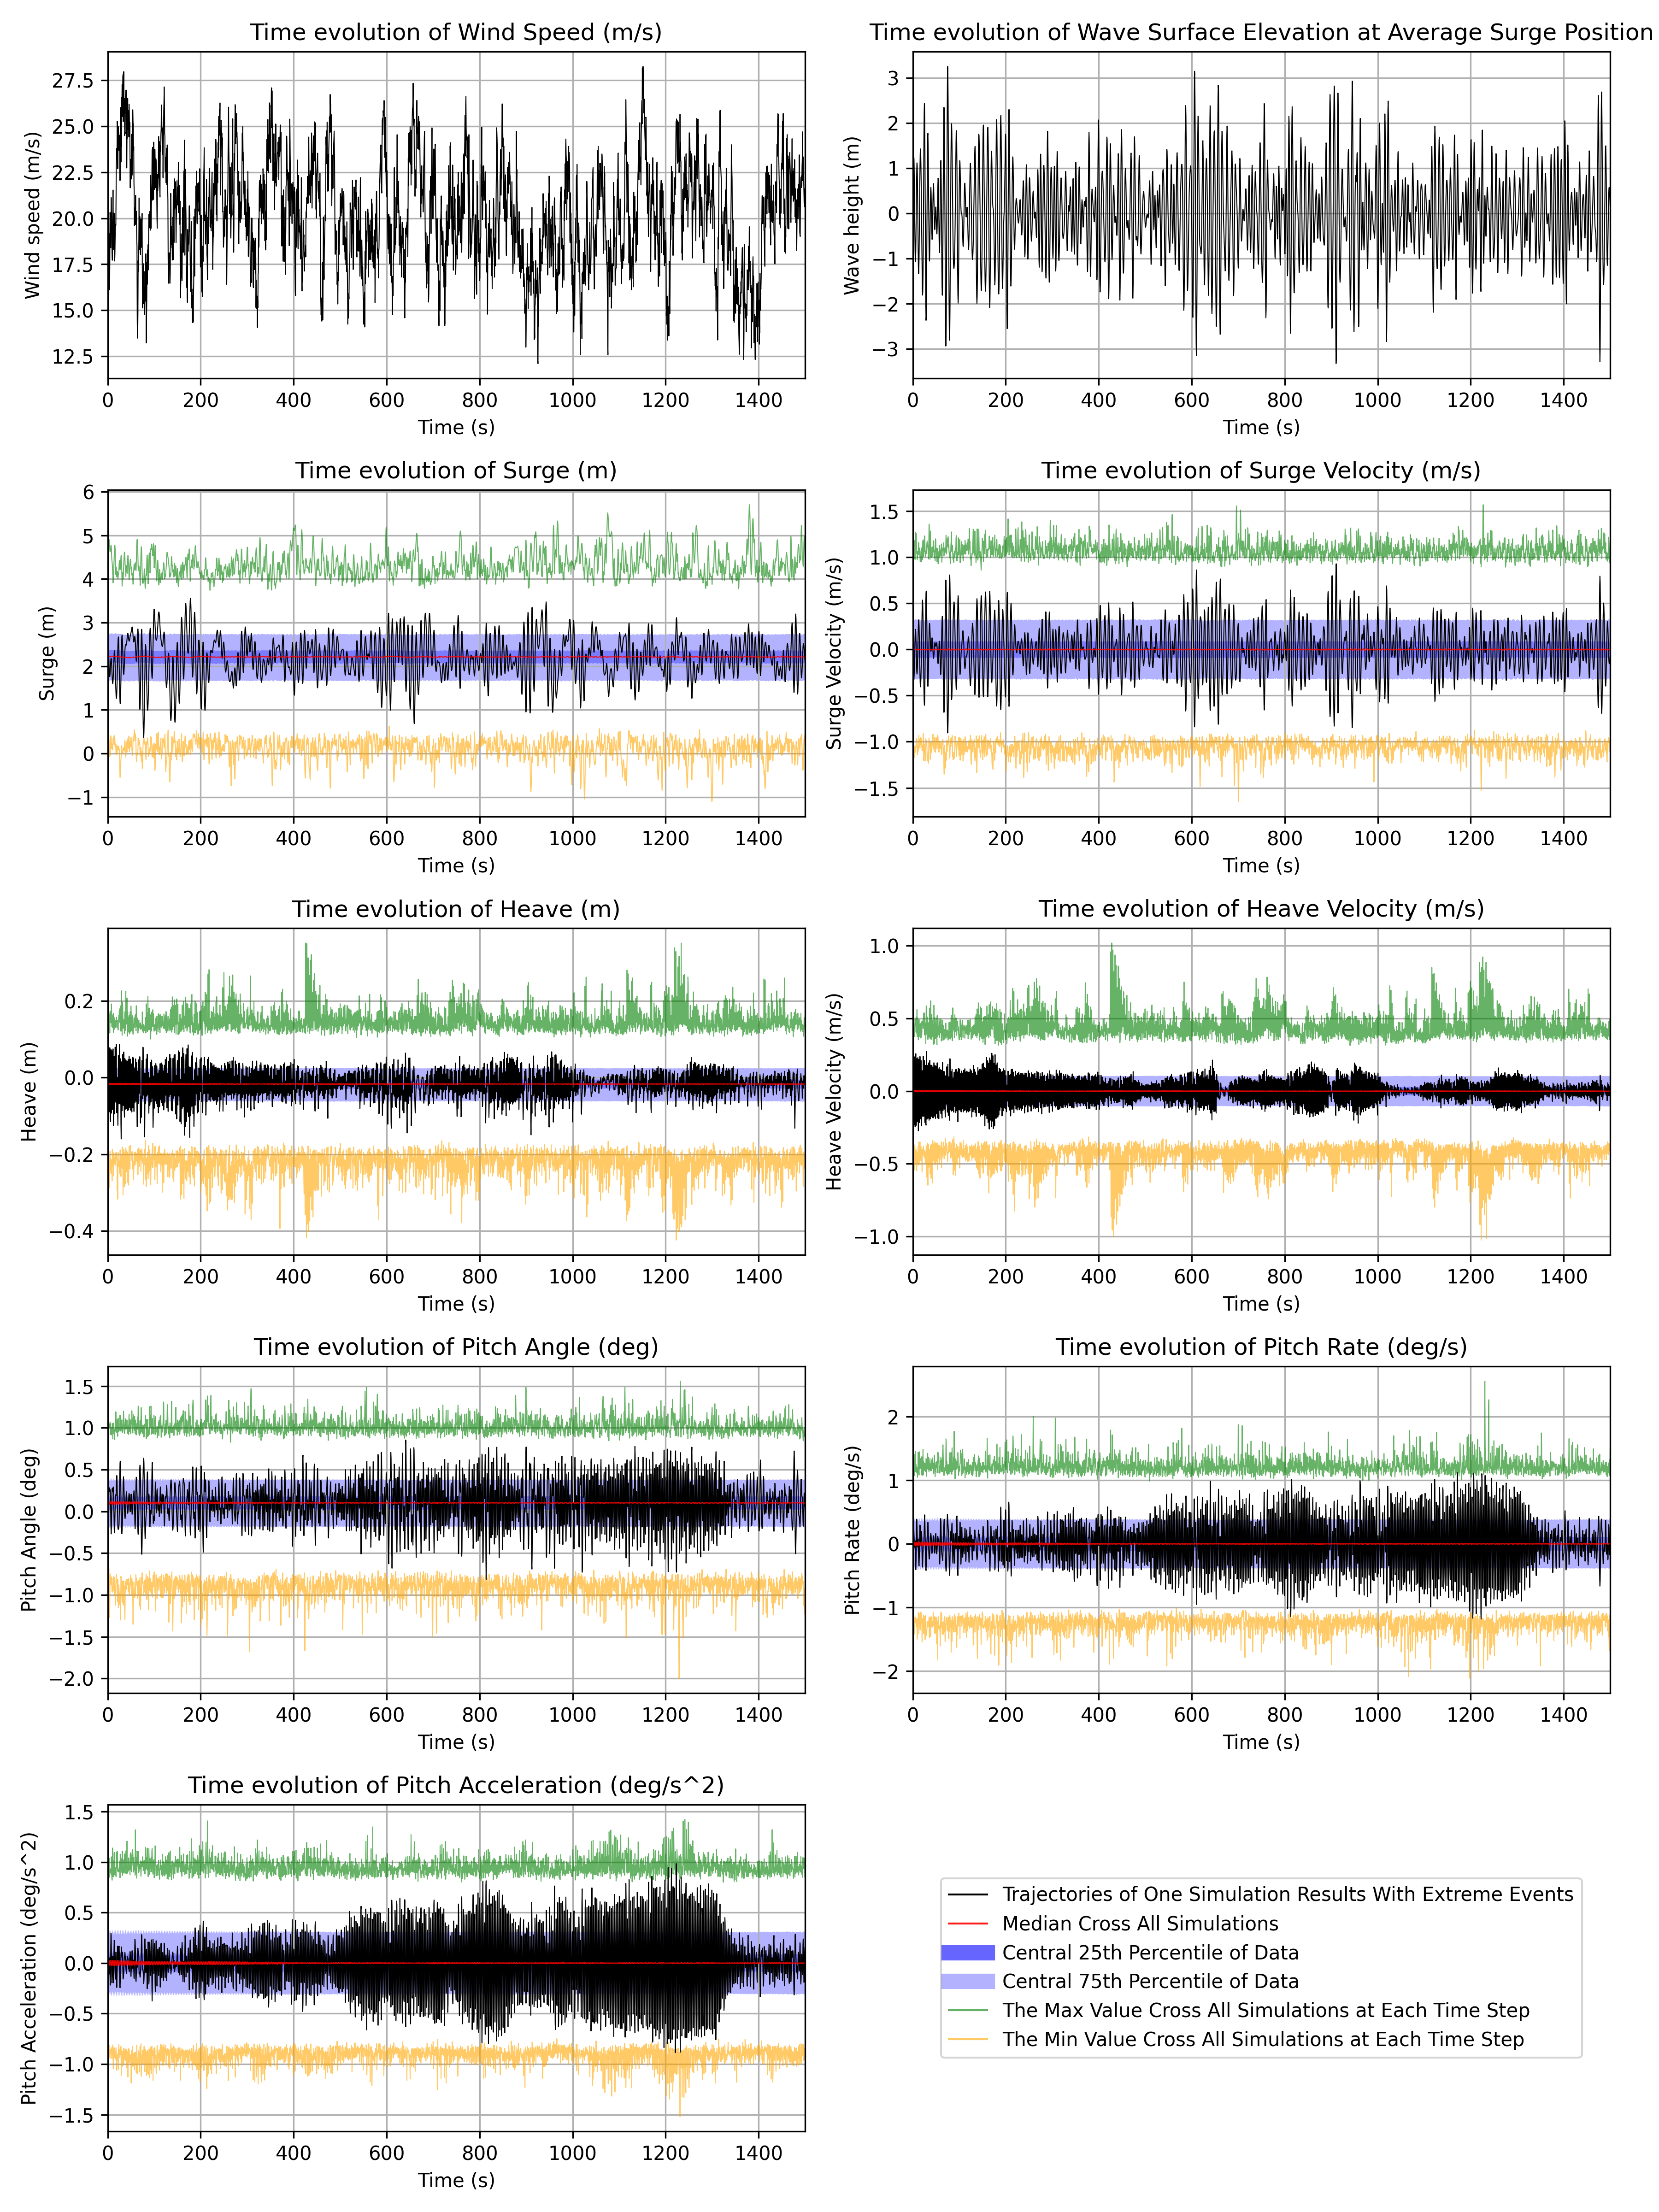 Time evolution of Wind Speed (m/s)
Wind speed (m/s)
27.5
25.0
22.5
20.0
17.5
15.0
12.5
0 200 400 600 800 1000 1200 1400
Time (s)
Time evolution of Wave Surface Elevation at Average Surge Position
Wave height (m)
3
2
1
0
−1
−2
−3
0 200 400 600 800 1000 1200 1400
Time (s)
Time evolution of Surge (m)
Surge (m)
6
5
4
3
2
1
0
−1
0 200 400 600 800 1000 1200 1400
Time (s)
Time evolution of Surge Velocity (m/s)
Surge Velocity (m/s)
1.5
1.0
0.5
0.0
−0.5
−1.0
−1.5
0 200 400 600 800 1000 1200 1400
Time (s)
Time evolution of Heave (m)
Heave (m)
0.2
0.0
−0.2
−0.4
0 200 400 600 800 1000 1200 1400
Time (s)
Time evolution of Heave Velocity (m/s)
Heave Velocity (m/s)
1.0
0.5
0.0
−0.5
−1.0
0 200 400 600 800 1000 1200 1400
Time (s)
Time evolution of Pitch Angle (deg)
Pitch Angle (deg)
1.5
1.0
0.5
0.0
−0.5
−1.0
−1.5
−2.0
0 200 400 600 800 1000 1200 1400
Time (s)
Time evolution of Pitch Rate (deg/s)
Pitch Rate (deg/s)
2
1
0
−1
−2
0 200 400 600 800 1000 1200 1400
Time (s)
Time evolution of Pitch Acceleration (deg/s^2)
Pitch Acceleration (deg/s^2)
1.5
1.0
0.5
0.0
−0.5
−1.0
−1.5
0 200 400 600 800 1000 1200 1400
Time (s)
Trajectories of One Simulation Results With Extreme Events
Median Cross All Simulations
Central 25th Percentile of Data
Central 75th Percentile of Data
The Max Value Cross All Simulations at Each Time Step
The Min Value Cross All Simulations at Each Time Step